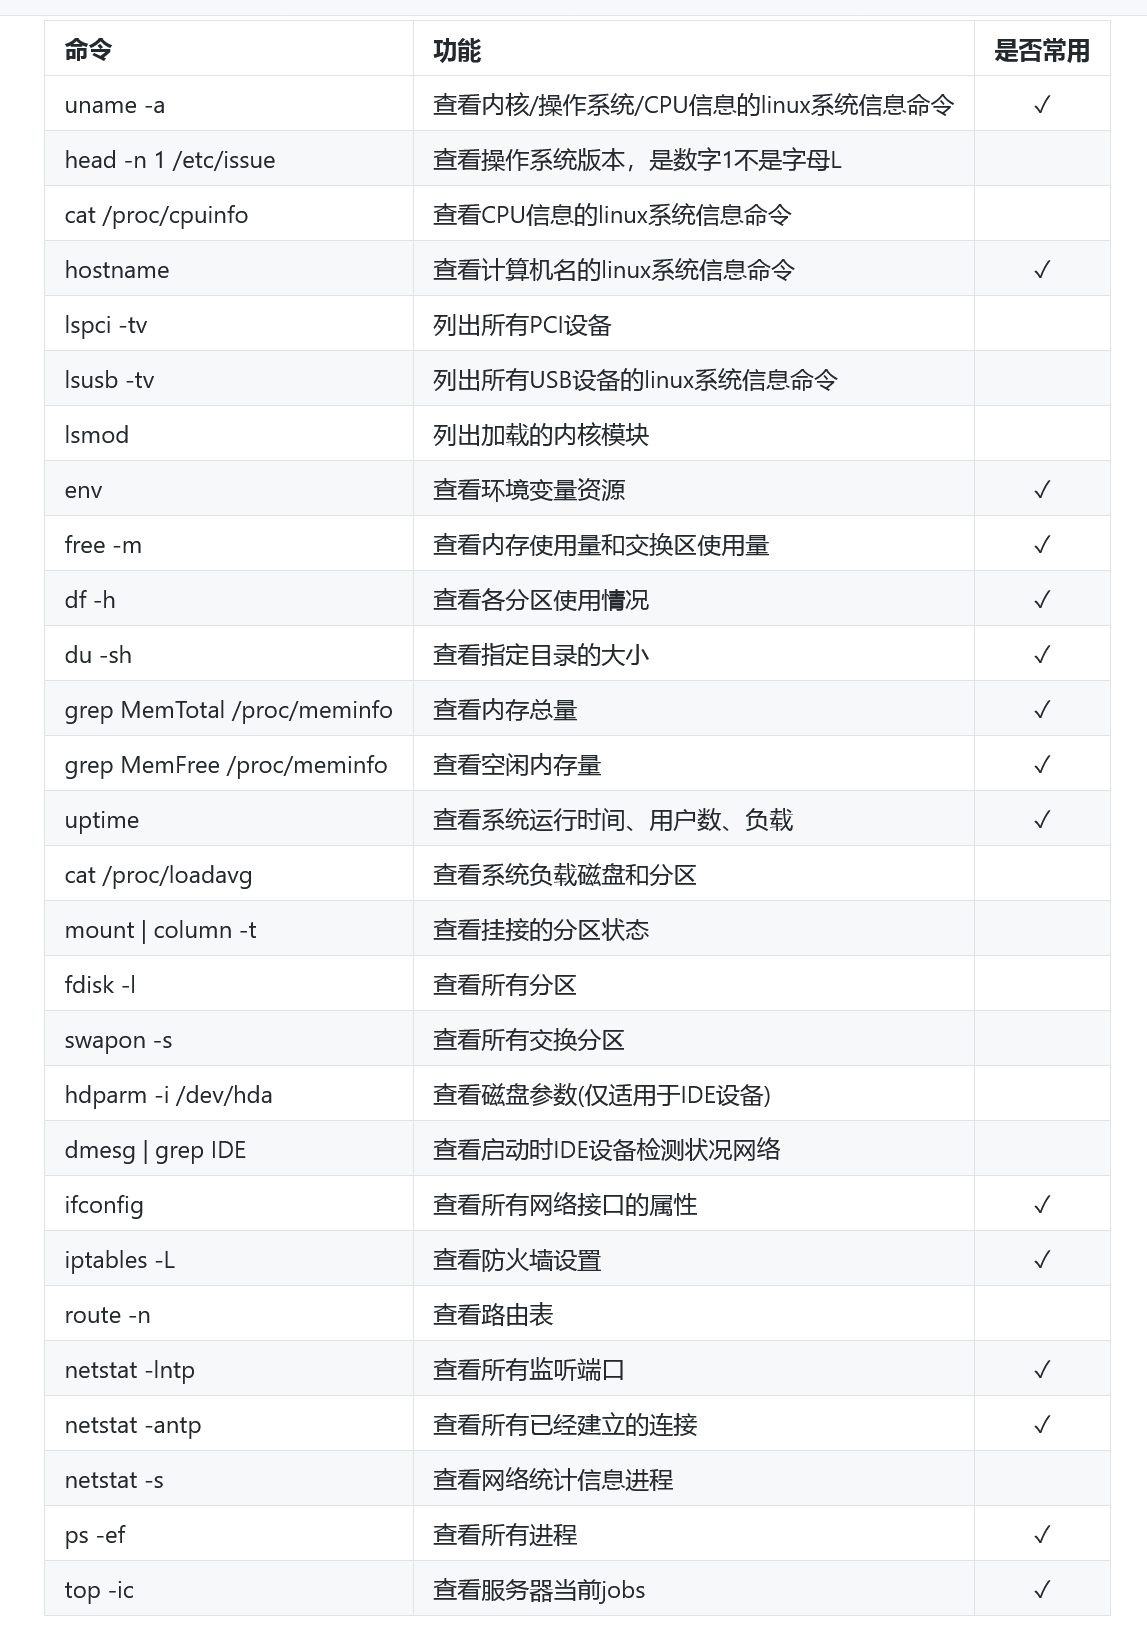 命令 功能 是否常用
uname -a 查看内核/操作系统/CPU信息的linux系统信息命令 ✓
head -n 1 /etc/issue 查看操作系统版本，是数字1不是字母L
cat /proc/cpuinfo 查看CPU信息的linux系统信息命令
hostname 查看计算机名的linux系统信息命令 ✓
lspci -tv 列出所有PCI设备
lsusb -tv 列出所有USB设备的linux系统信息命令
lsmod 列出加载的内核模块
env 查看环境变量资源 ✓
free -m 查看内存使用量和交换区使用量 ✓
df -h 查看各分区使用情况 ✓
du -sh 查看指定目录的大小 ✓
grep MemTotal /proc/meminfo 查看内存总量 ✓
grep MemFree /proc/meminfo 查看空闲内存量 ✓
uptime 查看系统运行时间、用户数、负载 ✓
cat /proc/loadavg 查看系统负载磁盘和分区
mount | column -t 查看挂接的分区状态
fdisk -l 查看所有分区
swapon -s 查看所有交换分区
hdparm -i /dev/hda 查看磁盘参数(仅适用于IDE设备)
dmesg | grep IDE 查看启动时IDE设备检测状况网络
ifconfig 查看所有网络接口的属性 ✓
iptables -L 查看防火墙设置 ✓
route -n 查看路由表
netstat -lntp 查看所有监听端口 ✓
netstat -antp 查看所有已经建立的连接 ✓
netstat -s 查看网络统计信息进程
ps -ef 查看所有进程 ✓
top -ic 查看服务器当前jobs ✓